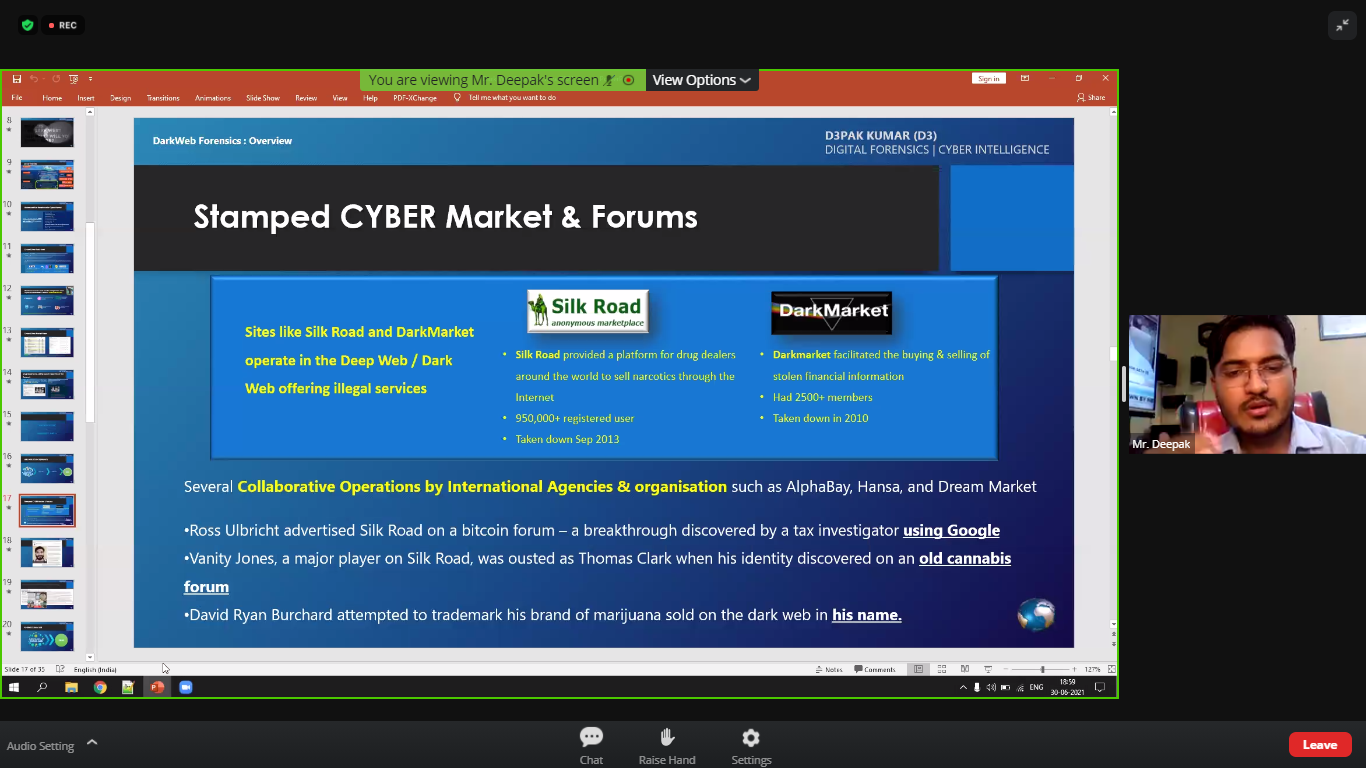 REC
You are viewing Mr. Deepak's screen
View Options
Sign in
File Home Insert Design Transitions Animations Slide Show Review View Help PDF-XChange Tell me what you want to do
Share
8
9
10
11
12
13
14
15
16
17
18
19
20
DarkWeb Forensics : Overview
D3PAK KUMAR (D3)
DIGITAL FORENSICS | CYBER INTELLIGENCE
Stamped CYBER Market & Forums
Sites like Silk Road and DarkMarket
operate in the Deep Web / Dark
Web offering illegal services
Silk Road
anonymous marketplace
• Silk Road provided a platform for drug dealers
around the world to sell narcotics through the
Internet
• 950,000+ registered user
• Taken down Sep 2013
DarkMarket
• Darkmarket facilitated the buying & selling of
stolen financial information
• Had 2500+ members
• Taken down in 2010
Several Collaborative Operations by International Agencies & organisation such as AlphaBay, Hansa, and Dream Market
•Ross Ulbricht advertised Silk Road on a bitcoin forum – a breakthrough discovered by a tax investigator using Google
•Vanity Jones, a major player on Silk Road, was ousted as Thomas Clark when his identity discovered on an old cannabis
forum
•David Ryan Burchard attempted to trademark his brand of marijuana sold on the dark web in his name.
Mr. Deepak
Slide 17 of 35 English (India)
Notes Comments 127%
ENG
18:59
30-06-2021
Audio Setting
Chat
Raise Hand
Settings
Leave